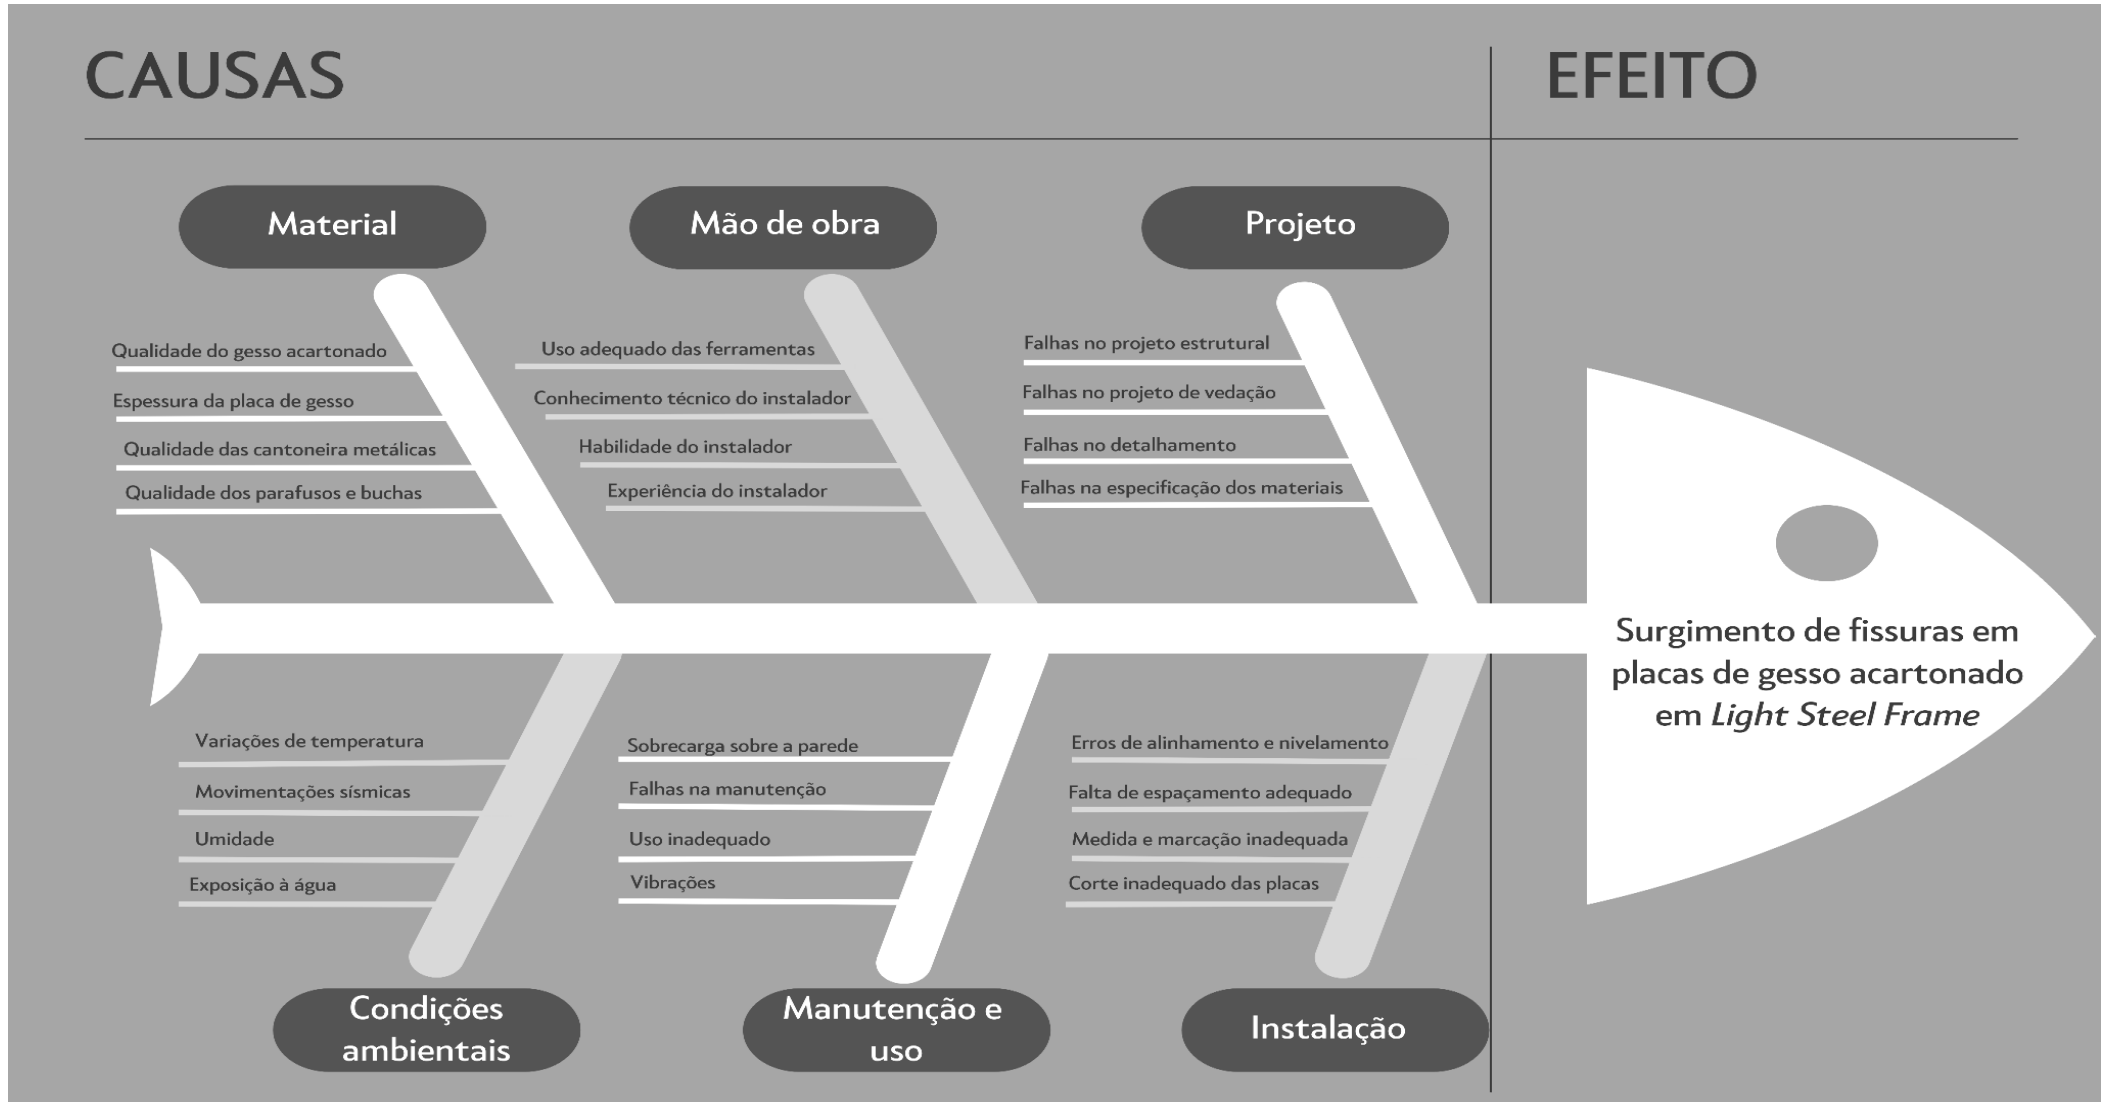 CAUSAS
EFEITO
Material
Mão de obra
Projeto
Qualidade do gesso acartonado
Espessura da placa de gesso
Qualidade das cantoneira metálicas
Qualidade dos parafusos e buchas
Uso adequado das ferramentas
Conhecimento técnico do instalador
Habilidade do instalador
Experiência do instalador
Falhas no projeto estrutural
Falhas no projeto de vedação
Falhas no detalhamento
Falhas na especificação dos materiais
Surgimento de fissuras em
placas de gesso acartonado
em Light Steel Frame
Variações de temperatura
Movimentações sísmicas
Umidade
Exposição à água
Sobrecarga sobre a parede
Falhas na manutenção
Uso inadequado
Vibrações
Erros de alinhamento e nivelamento
Falta de espaçamento adequado
Medida e marcação inadequada
Corte inadequado das placas
Condições
ambientais
Manutenção e
uso
Instalação